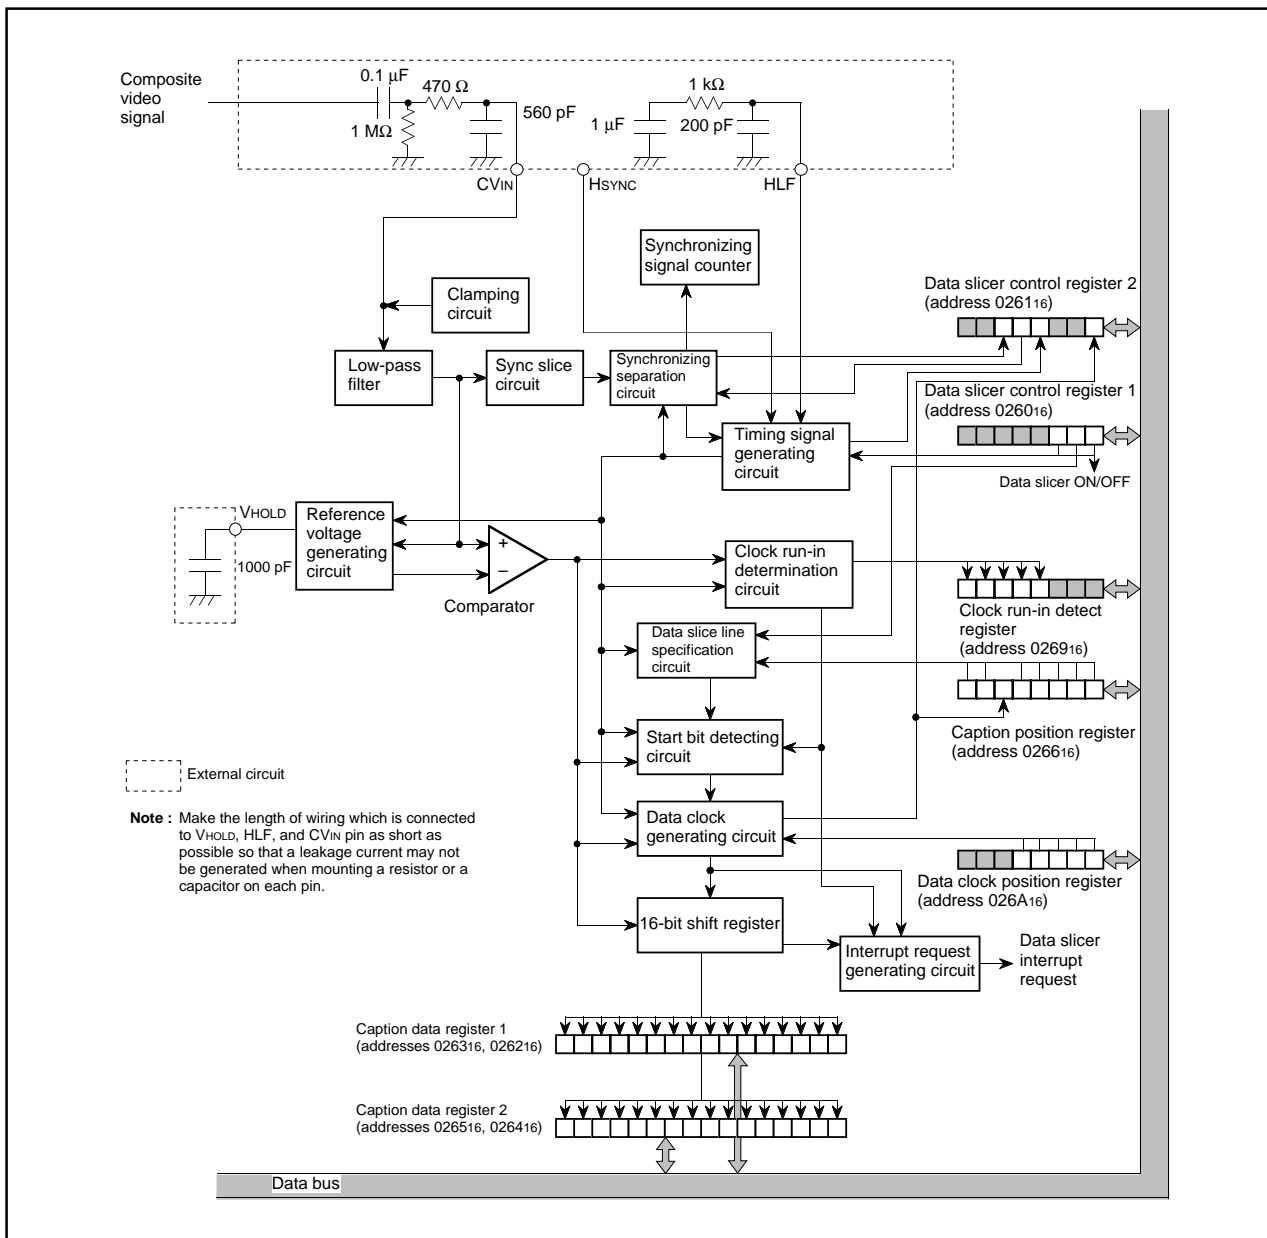 Composite
video
signal
0.1 μF
470 Ω
1 MΩ
560 pF
1 kΩ
1 μF
200 pF
CVIN
HSYNC
HLF
Synchronizing
signal counter
Clamping
circuit
Low-pass
filter
Sync slice
circuit
Synchronizing
separation
circuit
Timing signal
generating
circuit
Data slicer control register 2
(address 026116)
Data slicer control register 1
(address 026016)
Data slicer ON/OFF
VHOLD
1000 pF
Reference
voltage
generating
circuit
+
−
Comparator
Clock run-in
determination
circuit
Clock run-in detect
register
(address 026916)
Data slice line
specification
circuit
Caption position register
(address 026616)
Start bit detecting
circuit
External circuit
Note : Make the length of wiring which is connected
to VHOLD, HLF, and CVIN pin as short as
possible so that a leakage current may not
be generated when mounting a resistor or a
capacitor on each pin.
Data clock
generating circuit
Data clock position register
(address 026A16)
16-bit shift register
Interrupt request
generating circuit
Data slicer
interrupt
request
Caption data register 1
(addresses 026316, 026216)
Caption data register 2
(addresses 026516, 026416)
Data bus